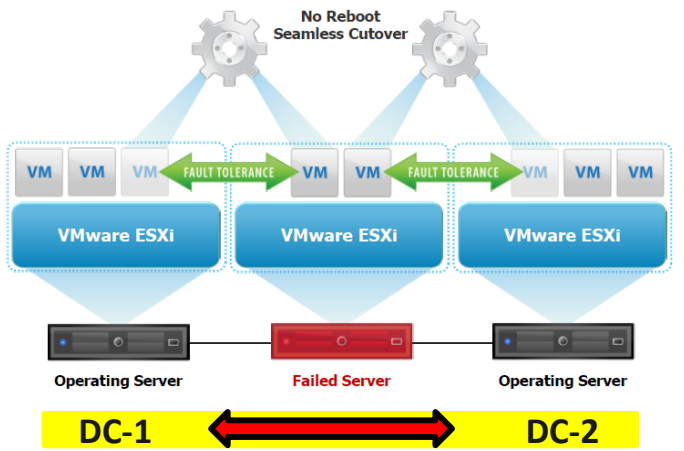 No Reboot
Seamless Cutover
VM VM VM FAULT TOLERANCE VM VM FAULT TOLERANCE VM VM VM
VMware ESXi VMware ESXi VMware ESXi
Operating Server Failed Server Operating Server
DC-1 DC-2